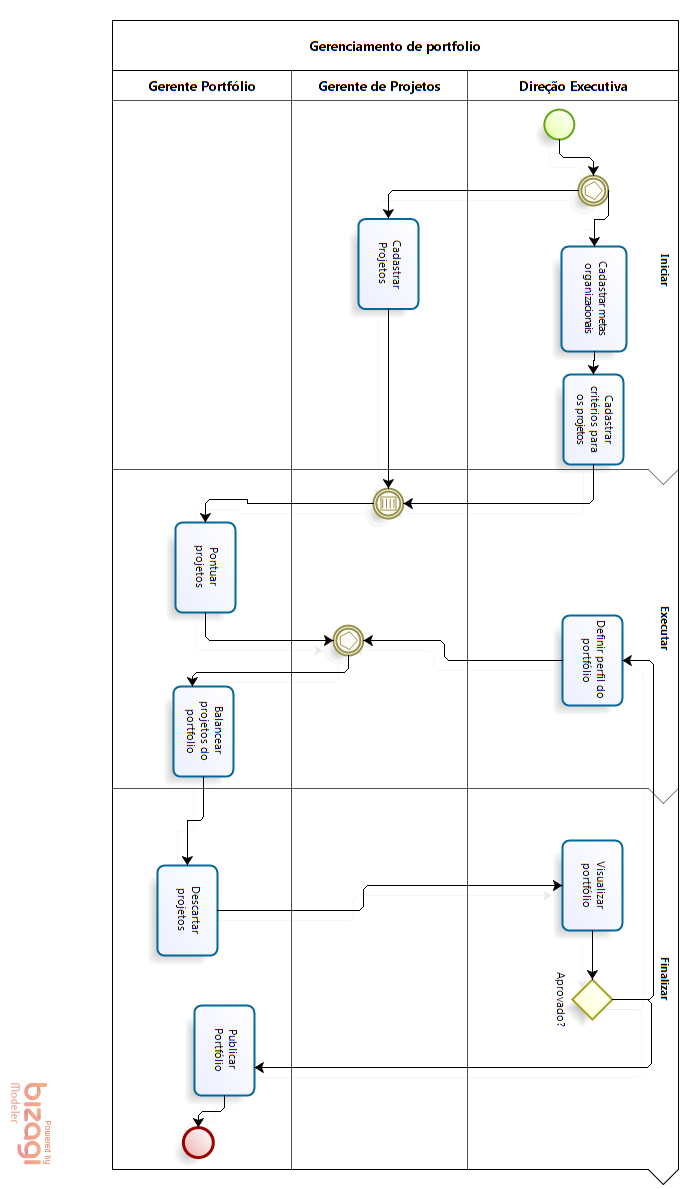 Gerenciamento de portfolio
Gerente Portfólio
Gerente de Projetos
Direção Executiva
Iniciar
Cadastrar
Projetos
Cadastrar metas
organizacionais
Cadastrar
critérios para
os projetos
Executar
Pontuar
projetos
Definir perfil do
portfólio
Balancear
projetos do
portfolio
Finalizar
Descartar
projetos
Visualizar
portfólio
Aprovado?
Publicar
Portfólio
Powered by
bizagi
Modeler